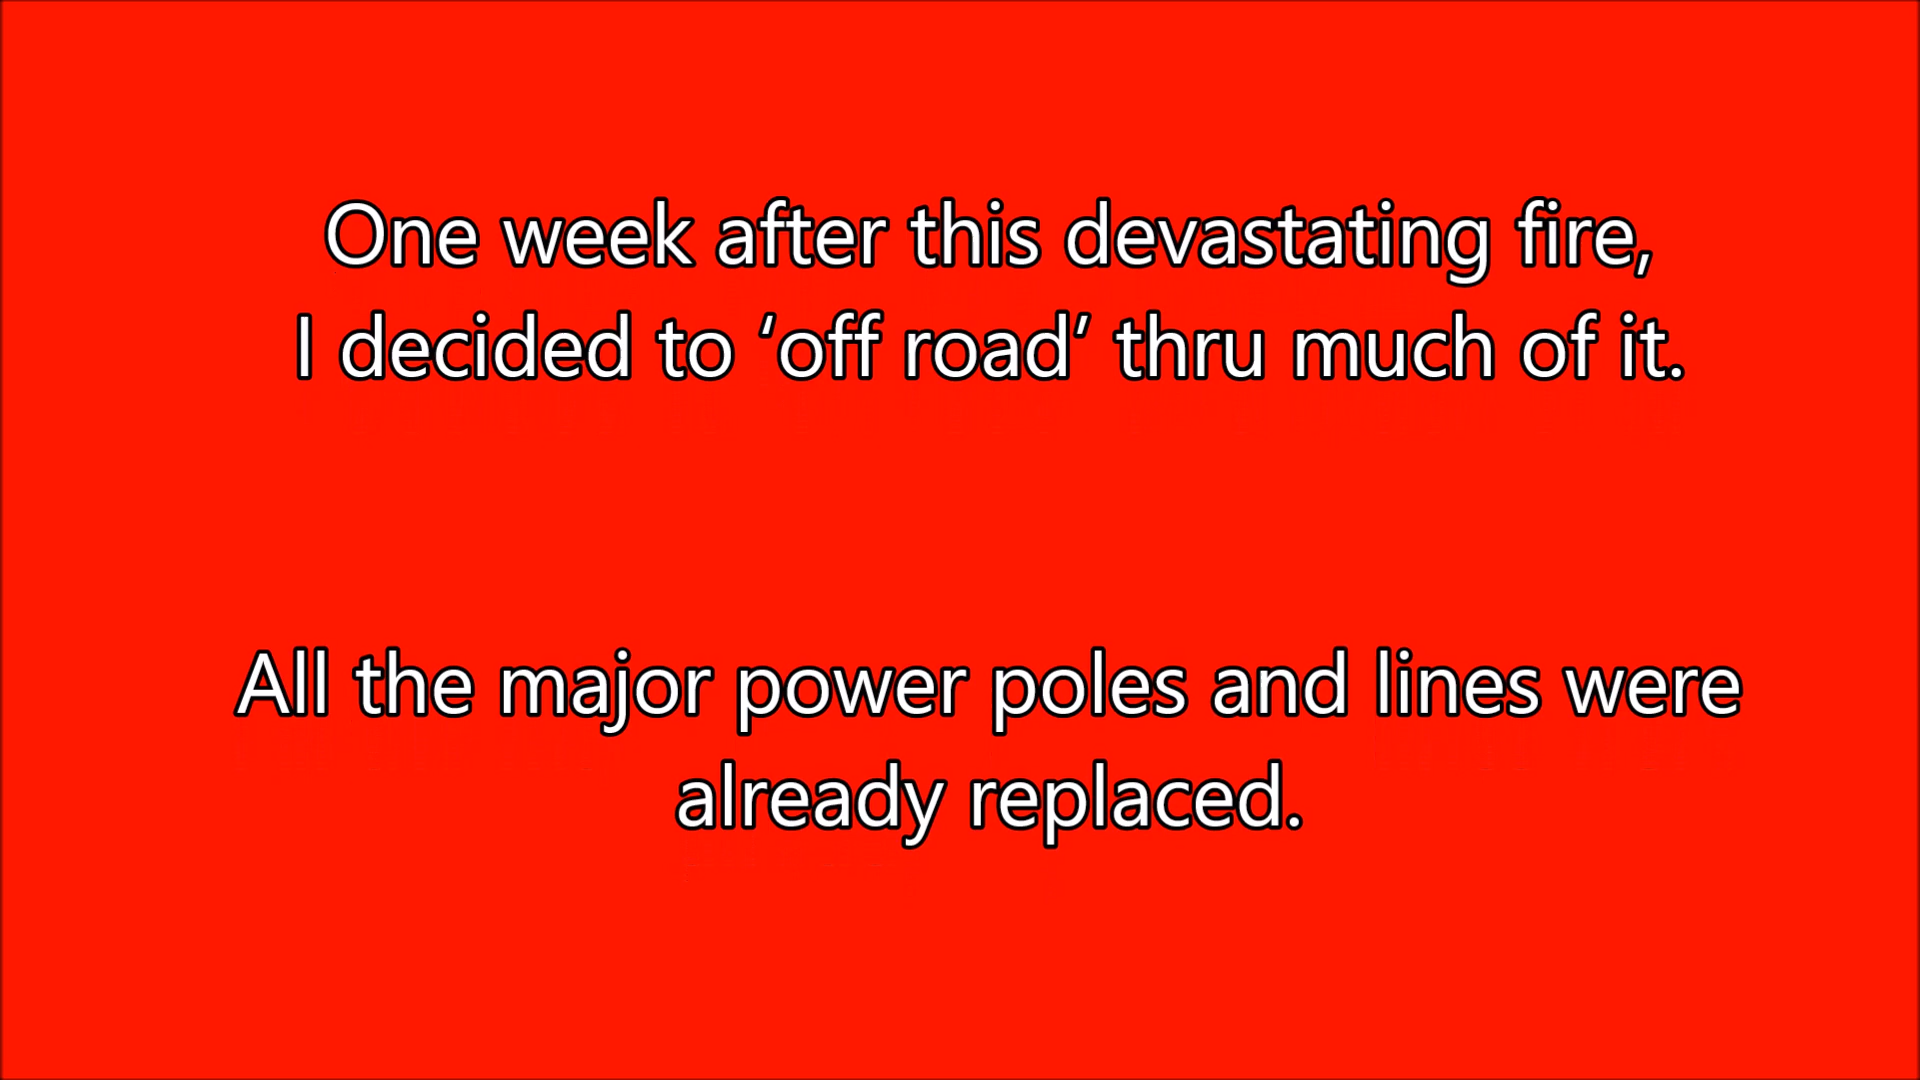 One week after this devastating fire,
I decided to ‘off road’ thru much of it.
All the major power poles and lines were
already replaced.